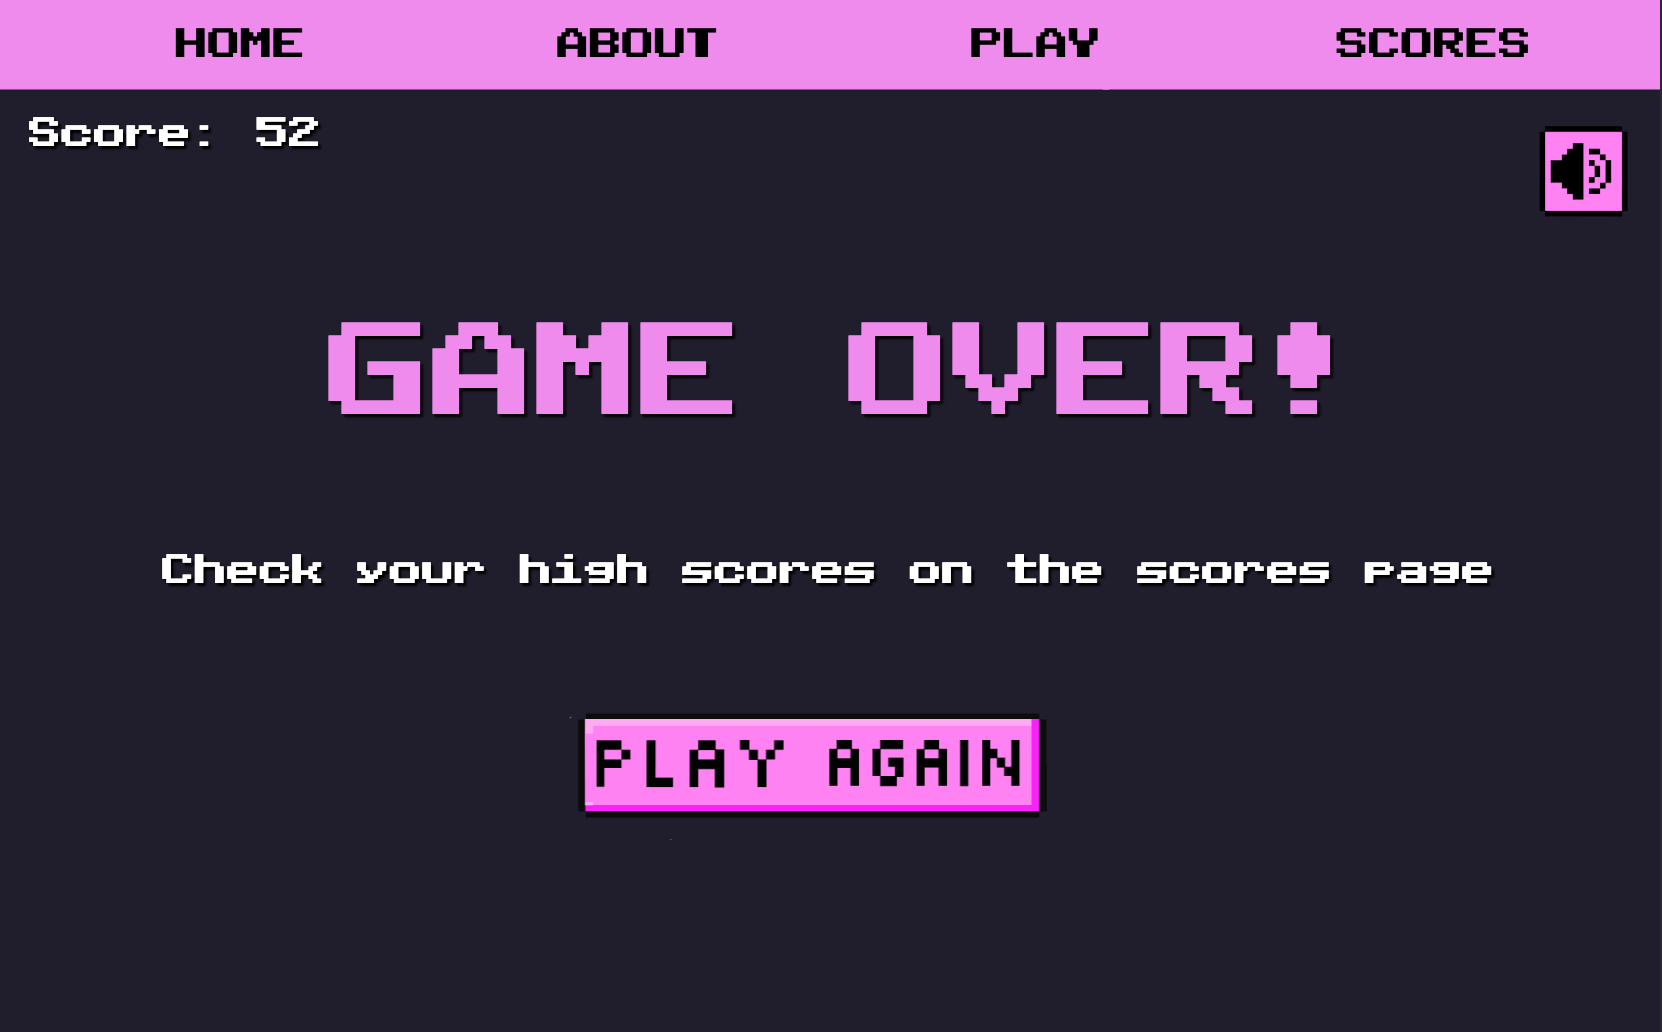 HOME ABOUT PLAY SCORES
Score: 52
GAME OVER!
Check your high scores on the scores page
PLAY AGAIN